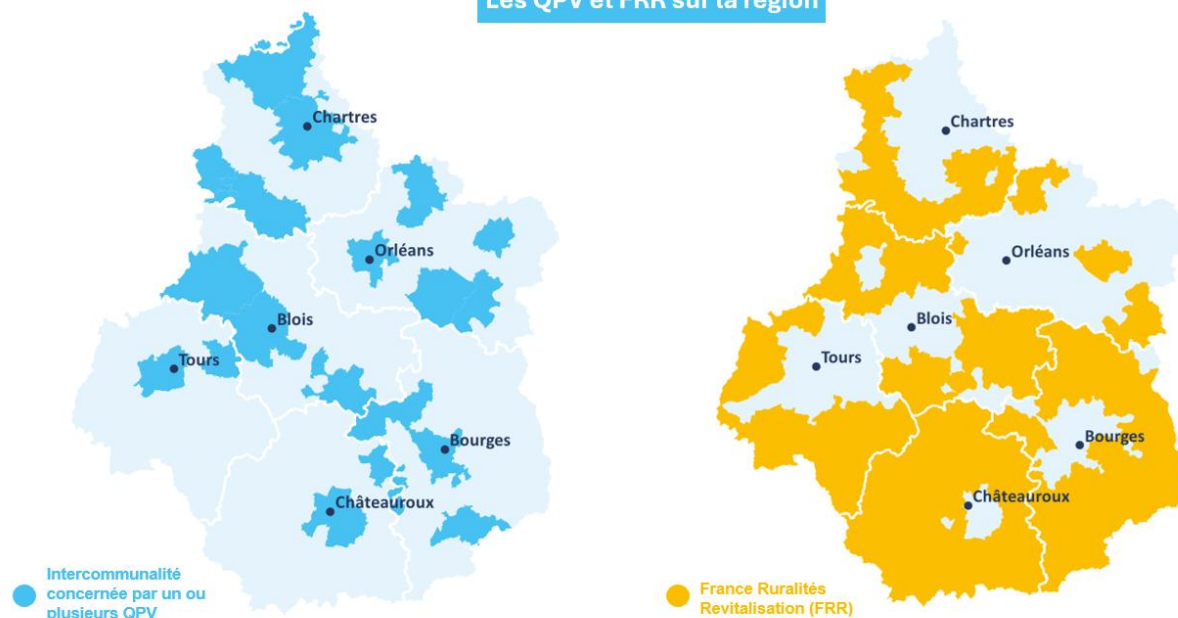 Les QPV et FRR sur la région
Chartres
Orléans
Blois
Tours
Bourges
Châteauroux
Intercommunalité
concernée par un ou
plusieurs QPV
Chartres
Orléans
Blois
Tours
Bourges
Châteauroux
France Ruralités
Revitalisation (FRR)